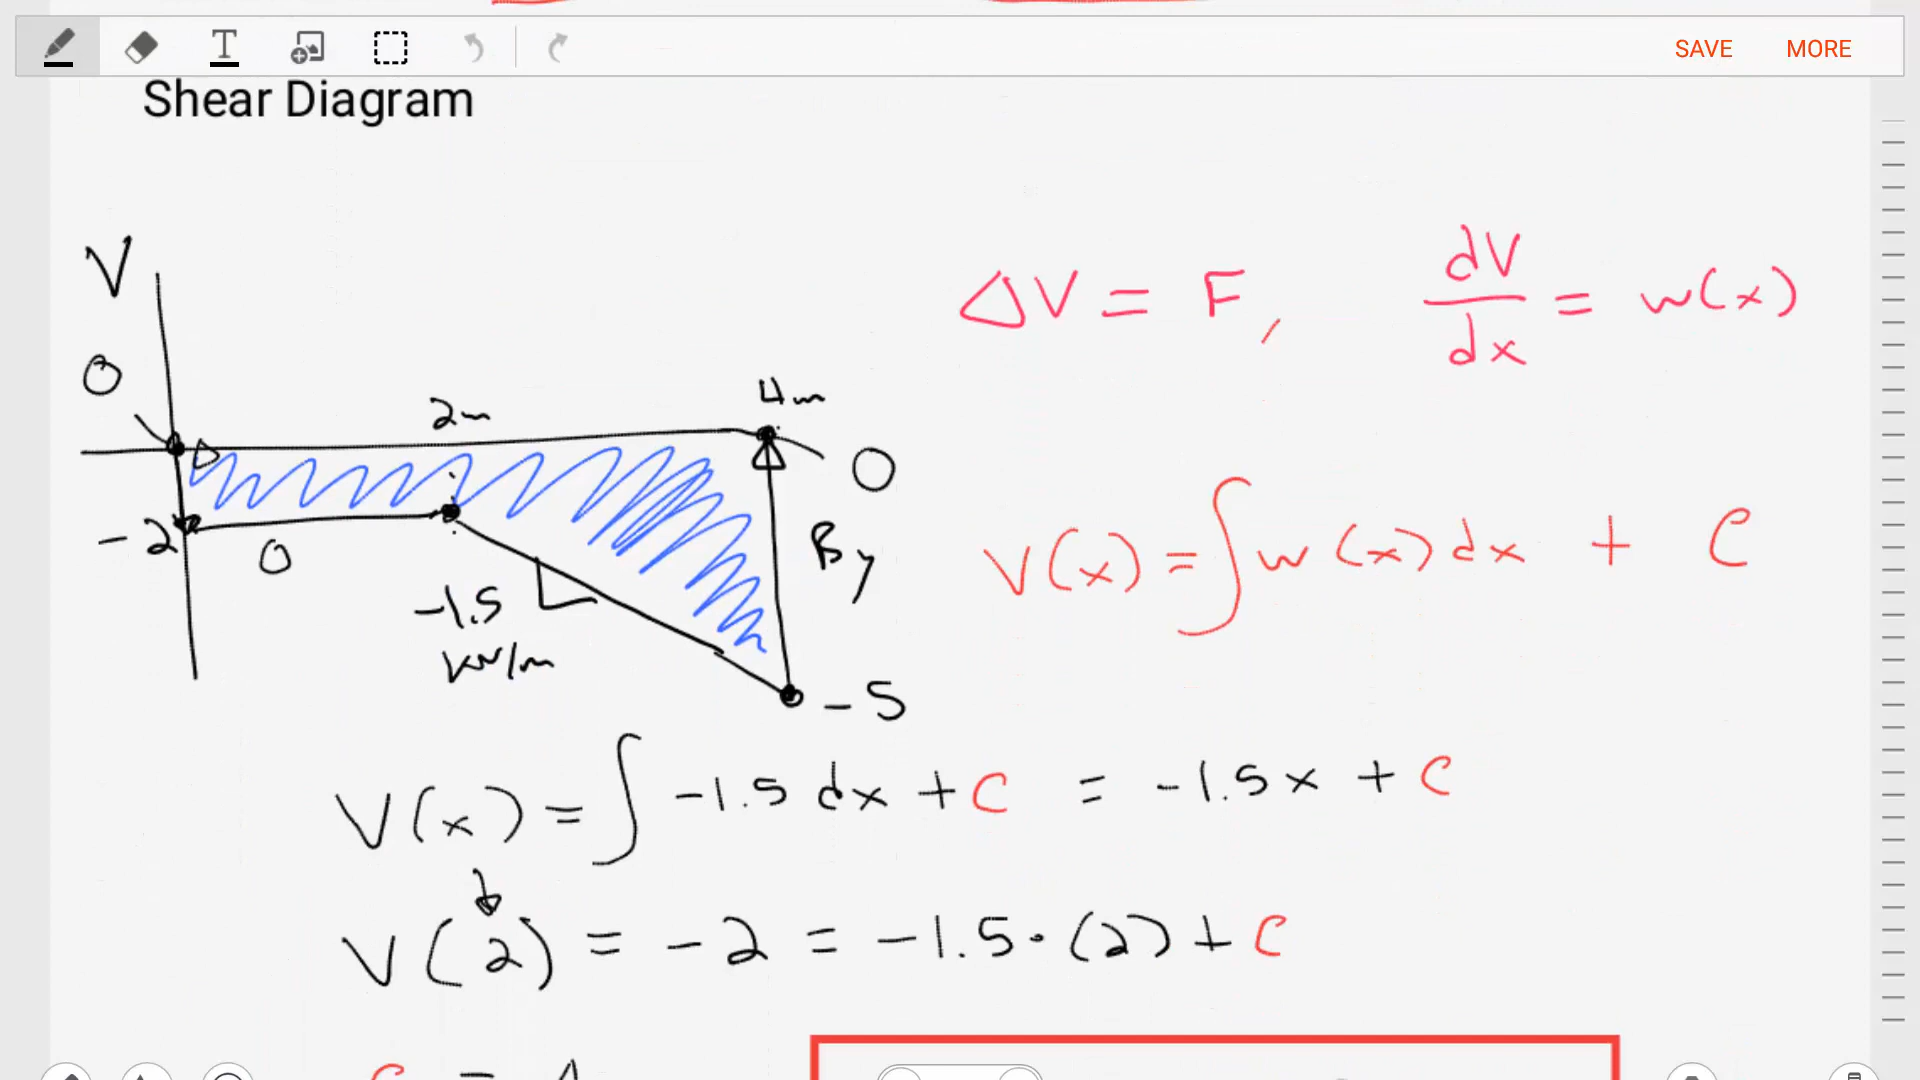 SAVE MORE
Shear Diagram
V
ΔV = F, dV/dx = w(x)
0
2m
4m
0
-2
0
By
V(x) = ∫w(x)dx + C
-1.5
kN/m
-5
V(x) = ∫-1.5 dx + C = -1.5x + C
V(2) = -2 = -1.5·(2) + C